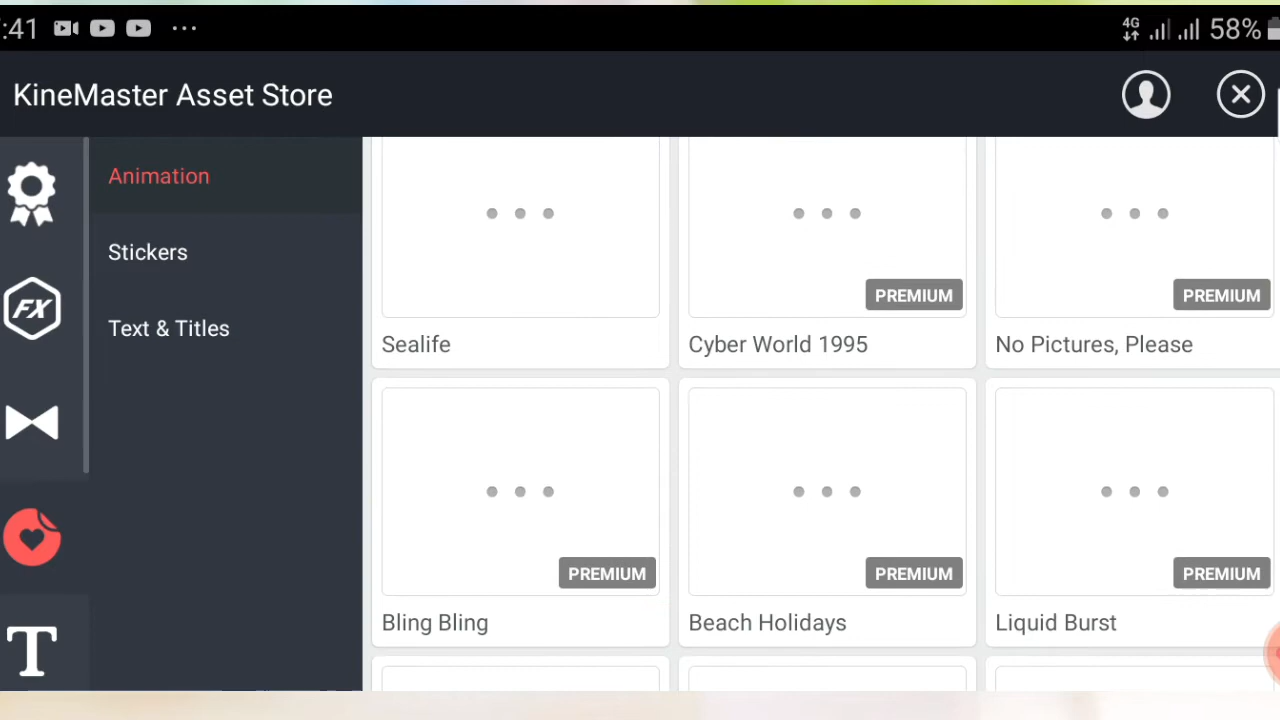 :41
4G 58%
KineMaster Asset Store
Animation
Stickers
Text & Titles
FX
T
PREMIUM
PREMIUM
Sealife
Cyber World 1995
No Pictures, Please
PREMIUM
PREMIUM
PREMIUM
Bling Bling
Beach Holidays
Liquid Burst